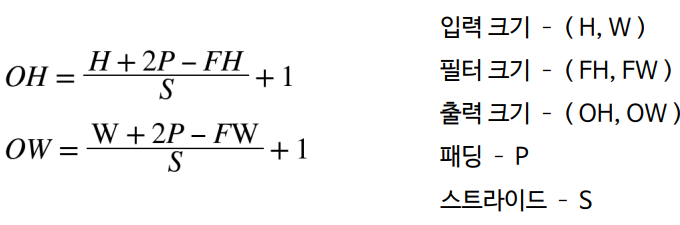 OH = (H + 2P – FH) / S + 1
OW = (W + 2P – FW) / S + 1
입력 크기 – ( H, W )
필터 크기 – ( FH, FW )
출력 크기 – ( OH, OW )
패딩 – P
스트라이드 – S